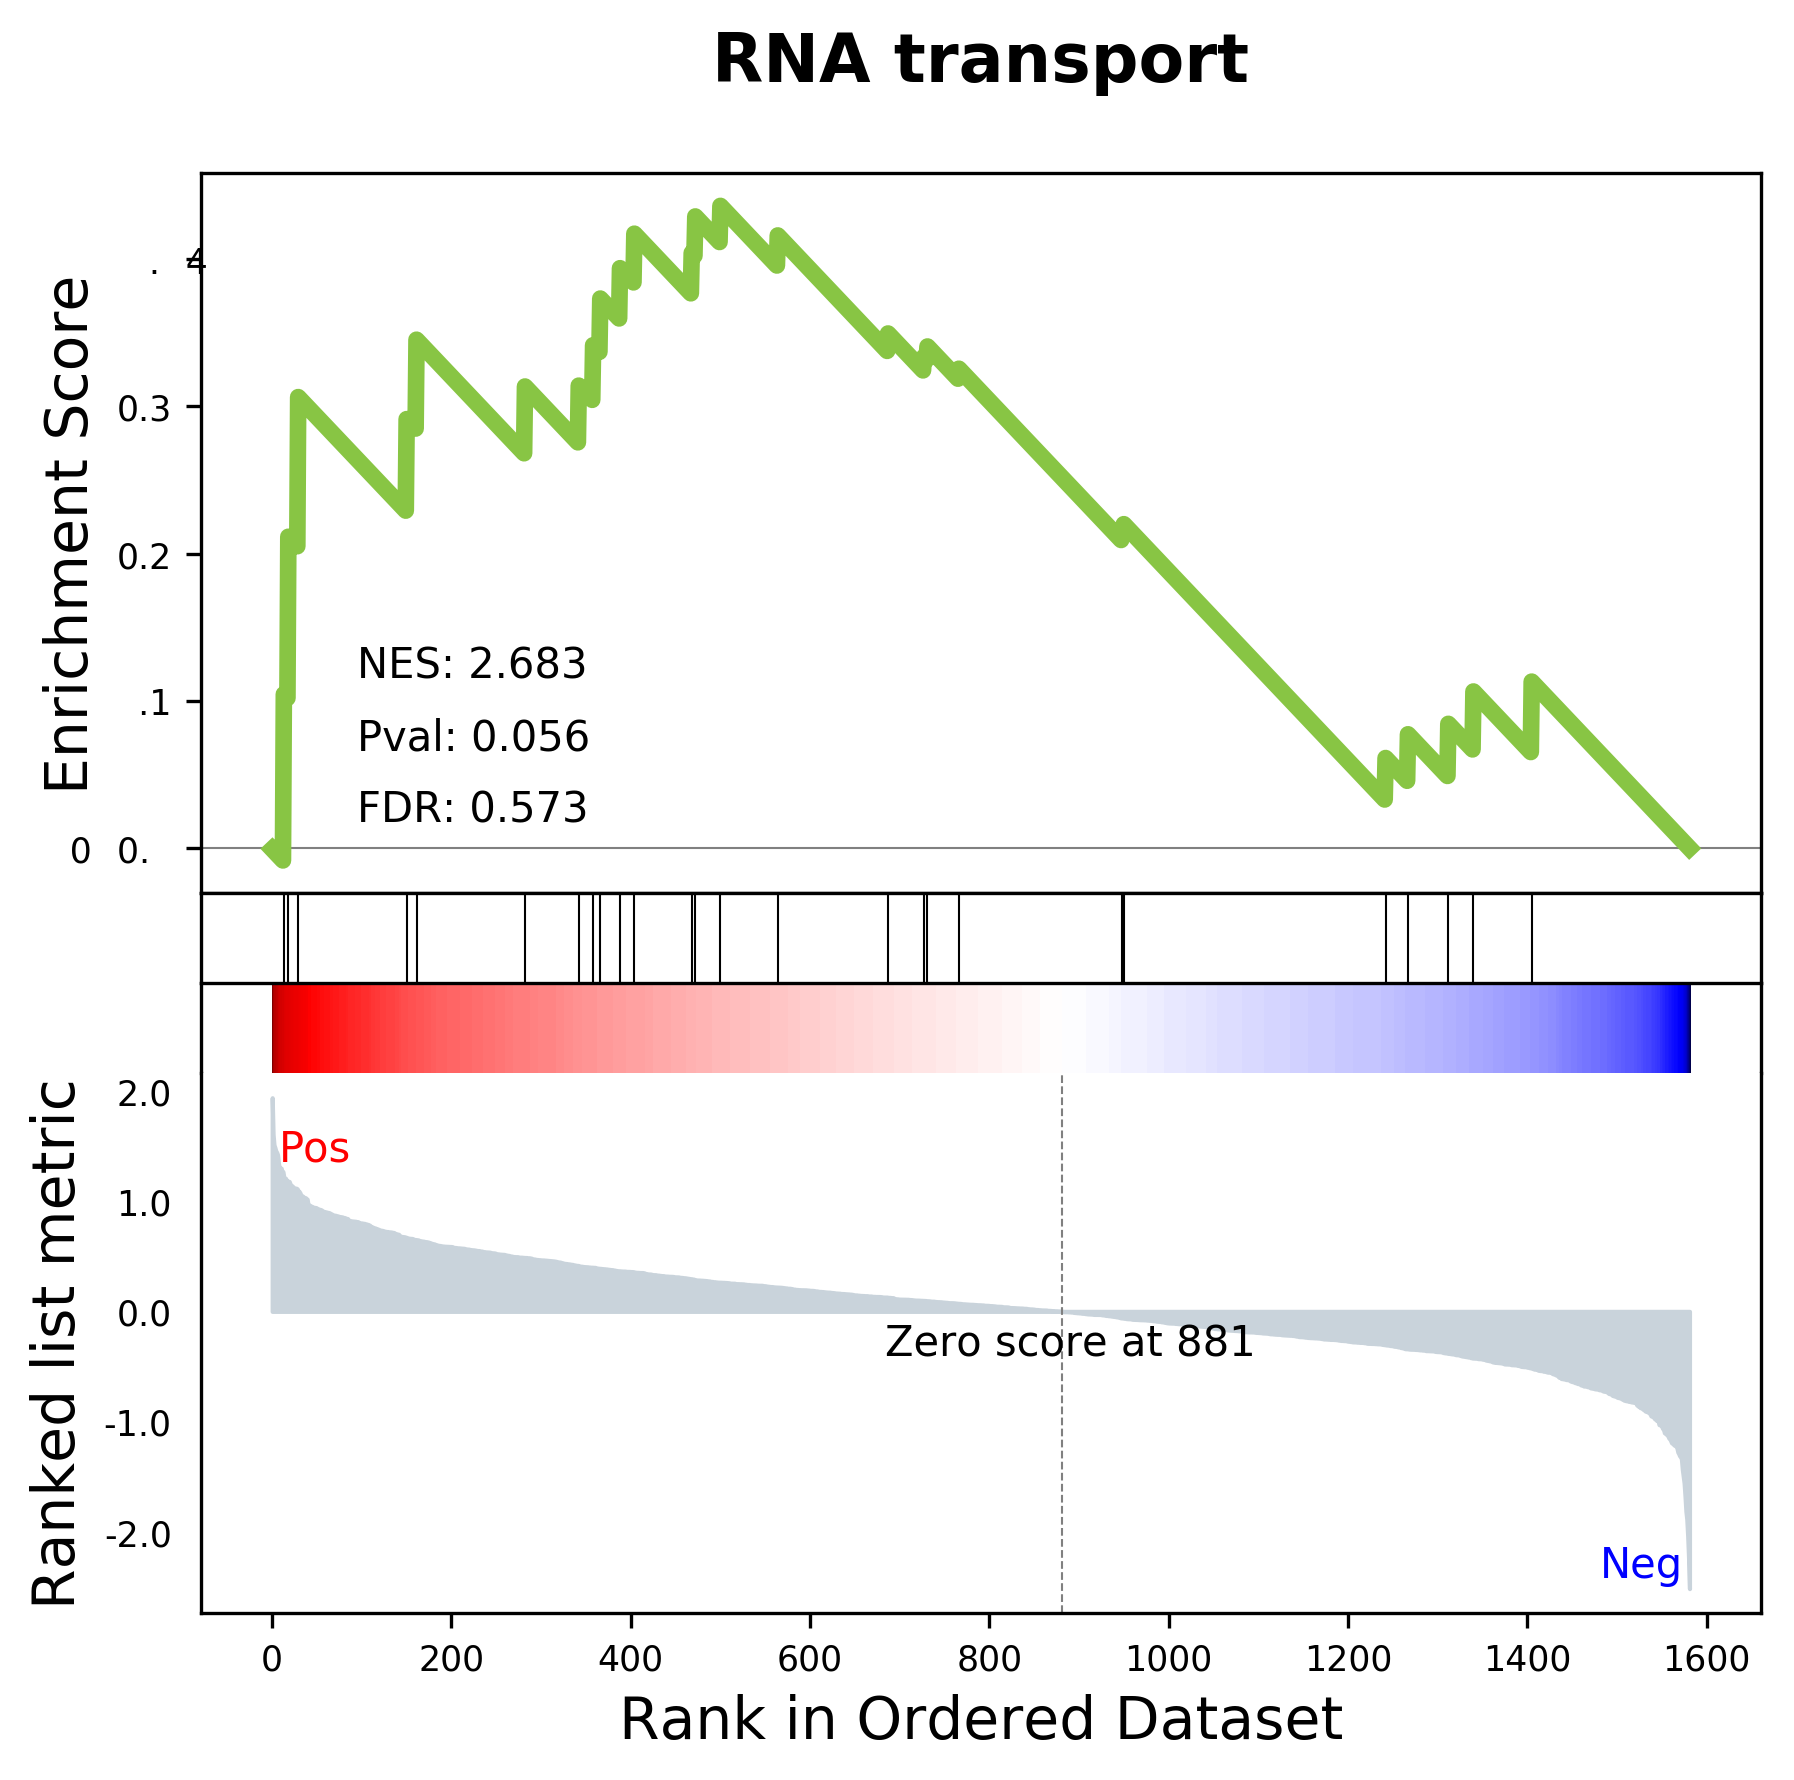 RNA transport
Enrichment Score
. 4
0.3
0.2
.1
0 0.
NES: 2.683
Pval: 0.056
FDR: 0.573
Ranked list metric
2.0
1.0
0.0
-1.0
-2.0
Pos
Zero score at 881
Neg
0 200 400 600 800 1000 1200 1400 1600
Rank in Ordered Dataset